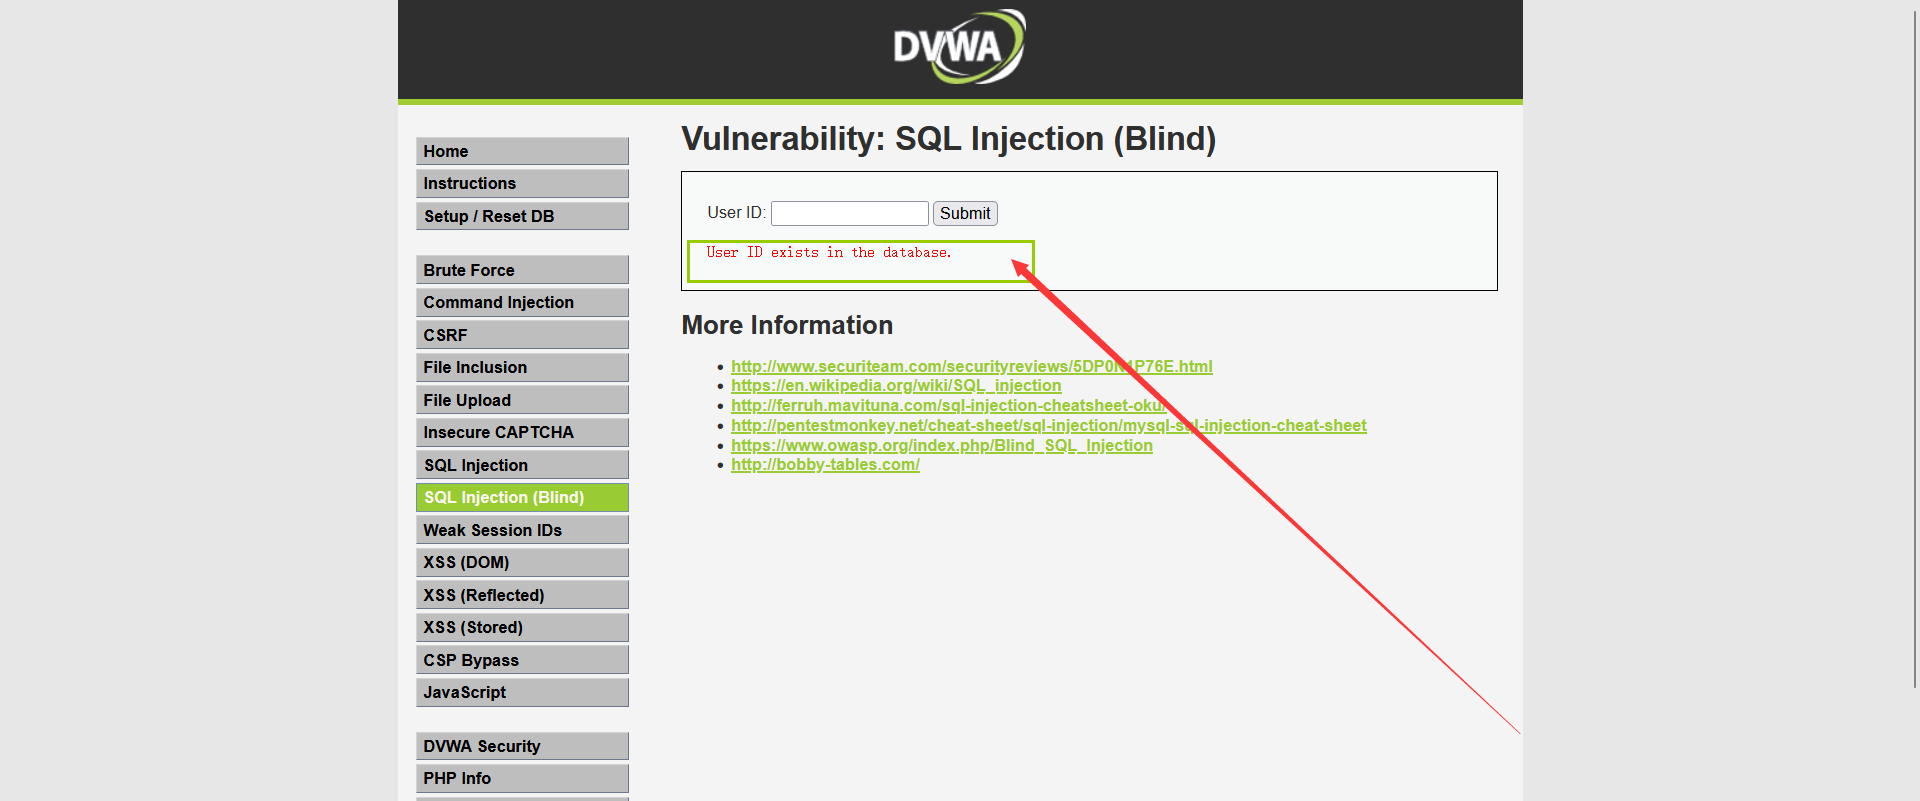 DVWA
Home
Instructions
Setup / Reset DB
Brute Force
Command Injection
CSRF
File Inclusion
File Upload
Insecure CAPTCHA
SQL Injection
SQL Injection (Blind)
Weak Session IDs
XSS (DOM)
XSS (Reflected)
XSS (Stored)
CSP Bypass
JavaScript
DVWA Security
PHP Info
Vulnerability: SQL Injection (Blind)
User ID: Submit
User ID exists in the database.
More Information
http://www.securiteam.com/securityreviews/5DP0N1P76E.html
https://en.wikipedia.org/wiki/SQL_injection
http://ferruh.mavituna.com/sql-injection-cheatsheet-oku/
http://pentestmonkey.net/cheat-sheet/sql-injection/mysql-sql-injection-cheat-sheet
https://www.owasp.org/index.php/Blind_SQL_Injection
http://bobby-tables.com/